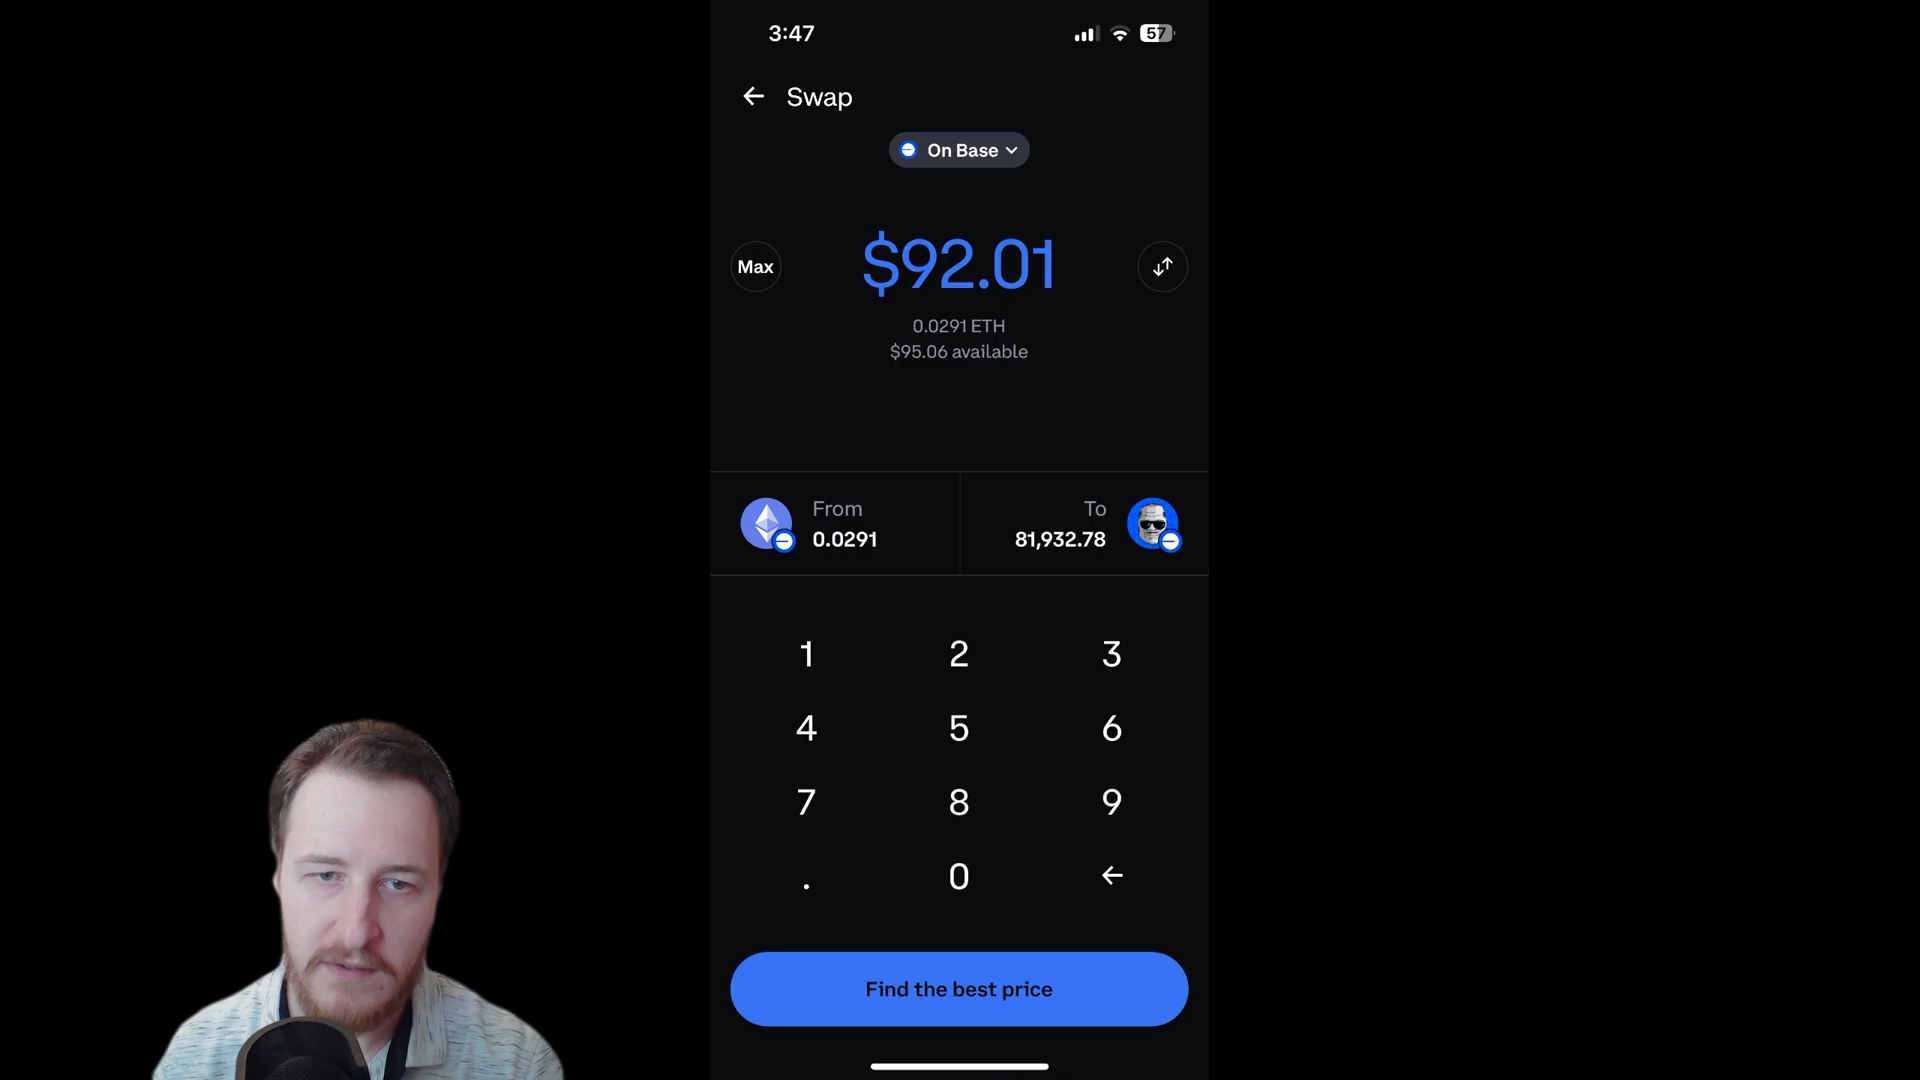 3:47
57
Swap
On Base
Max
$92.01
0.0291 ETH
$95.06 available
From
0.0291
To
81,932.78
1 2 3
4 5 6
7 8 9
. 0
Find the best price